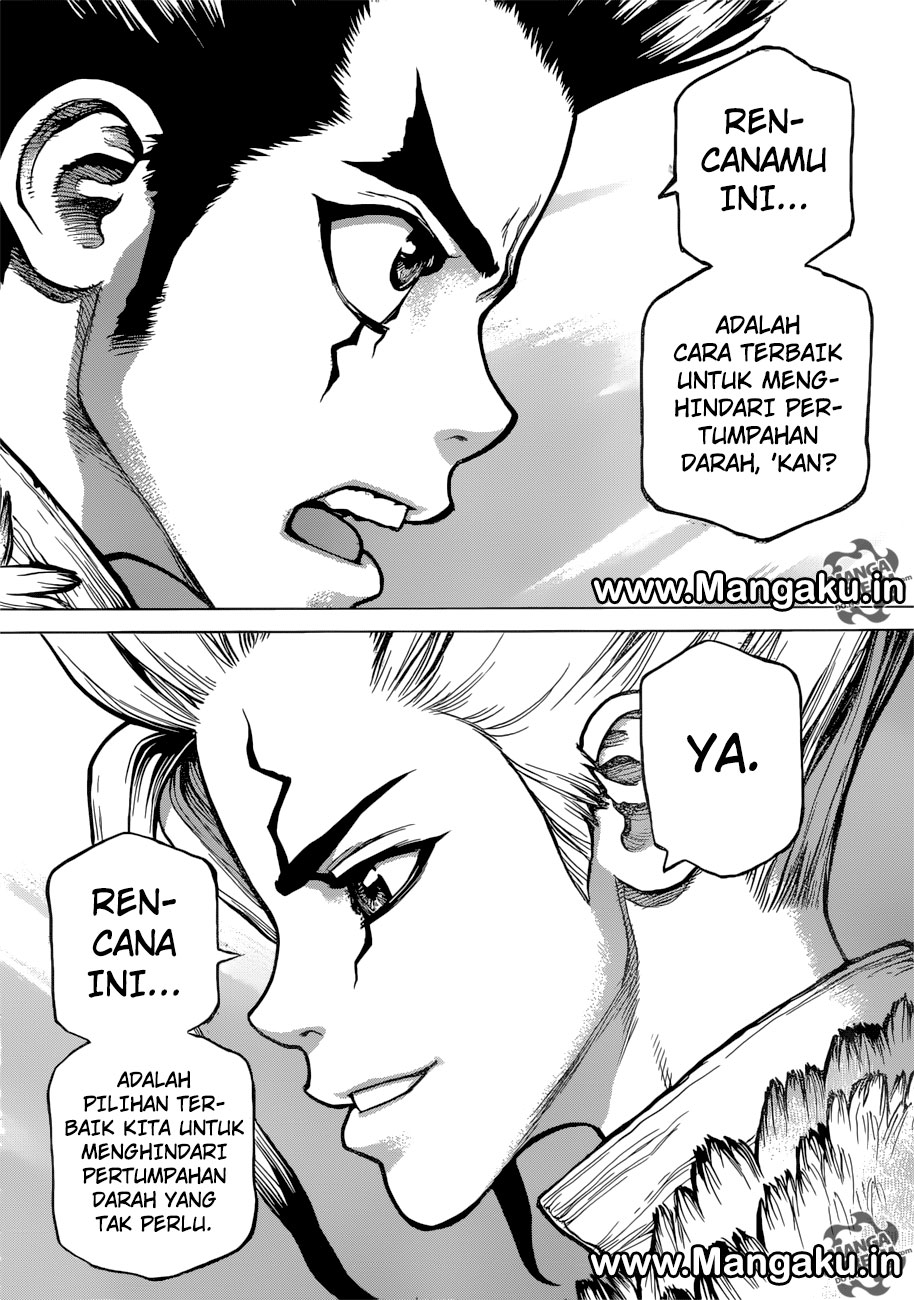 REN-
CANAMU
INI...
ADALAH
CARA TERBAIK
UNTUK MENG-
HINDARI PER-
TUMPAHAN
DARAH, 'KAN?
www.Mangaku.in
YA.
REN-
CANA
INI...
ADALAH
PILIHAN TER-
BAIK KITA UNTUK
MENGHINDARI
PERTUMPAHAN
DARAH YANG
TAK PERLU.
www.Mangaku.in